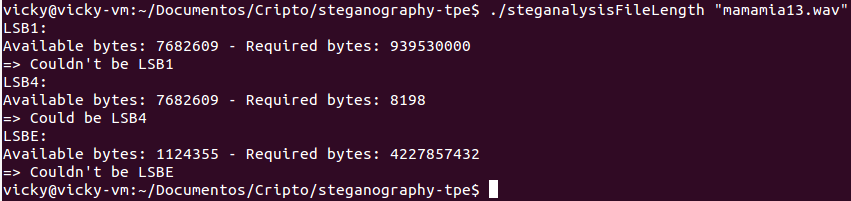 vicky@vicky-vm:~/Documentos/Cripto/steganography-tpe$ ./steganalysisFileLength "mamamia13.wav"
LSB1:
Available bytes: 7682609 - Required bytes: 939530000
=> Couldn't be LSB1
LSB4:
Available bytes: 7682609 - Required bytes: 8198
=> Could be LSB4
LSBE:
Available bytes: 1124355 - Required bytes: 4227857432
=> Couldn't be LSBE
vicky@vicky-vm:~/Documentos/Cripto/steganography-tpe$